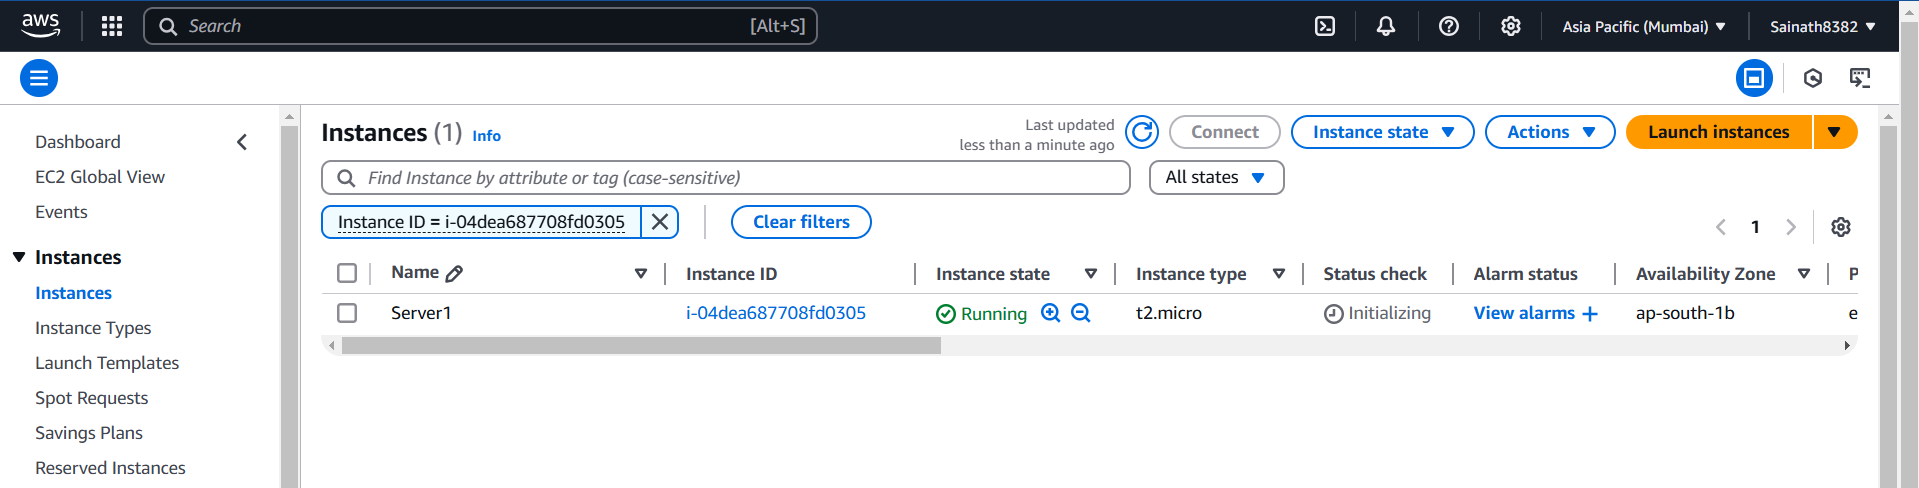 aws
Search [Alt+S]
Asia Pacific (Mumbai) Sainath8382
Dashboard
EC2 Global View
Events
Instances
Instances
Instance Types
Launch Templates
Spot Requests
Savings Plans
Reserved Instances
Instances (1) Info
Last updated
less than a minute ago
Connect Instance state Actions Launch instances
Find Instance by attribute or tag (case-sensitive) All states
Instance ID = i-04dea687708fd0305 Clear filters
1
Name Instance ID Instance state Instance type Status check Alarm status Availability Zone P
Server1 i-04dea687708fd0305 Running t2.micro Initializing View alarms + ap-south-1b e